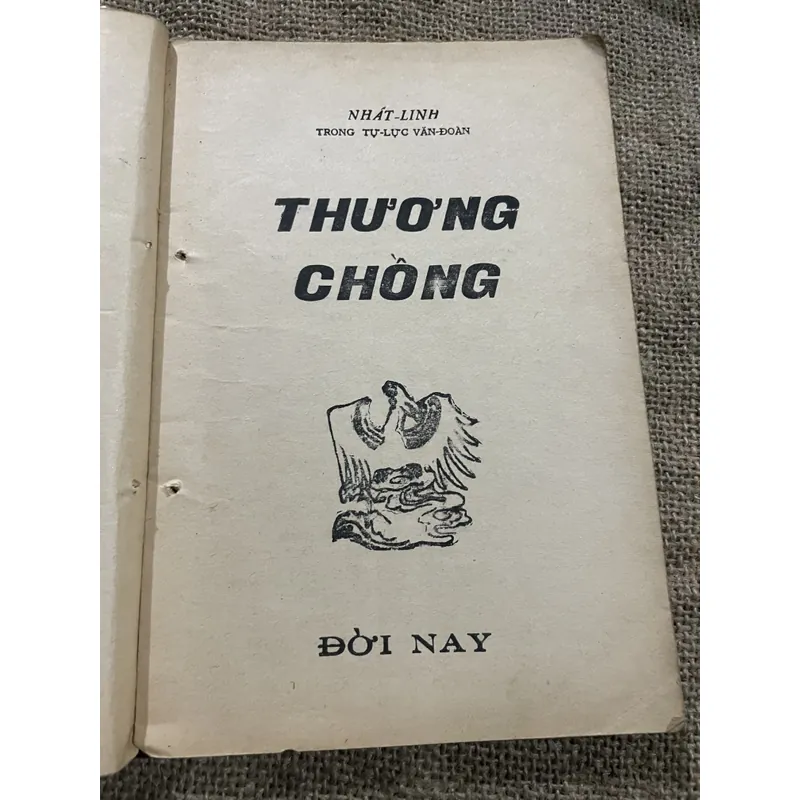 NHẤT-LINH
TRONG TỰ-LỰC VĂN-ĐOÀN
THƯƠNG
CHỒNG
ĐỜI NAY